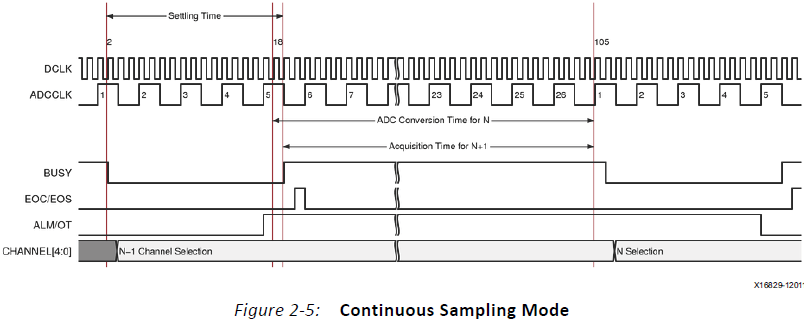 Settling Time
2 18 105
DCLK
ADCCLK 1 2 3 4 5 6 7 23 24 25 26 1 2 3 4 5
ADC Conversion Time for N
Acquisition Time for N+1
BUSY
EOC/EOS
ALM/OT
CHANNEL[4:0] N–1 Channel Selection N Selection
X16829-1201
Figure 2-5: Continuous Sampling Mode